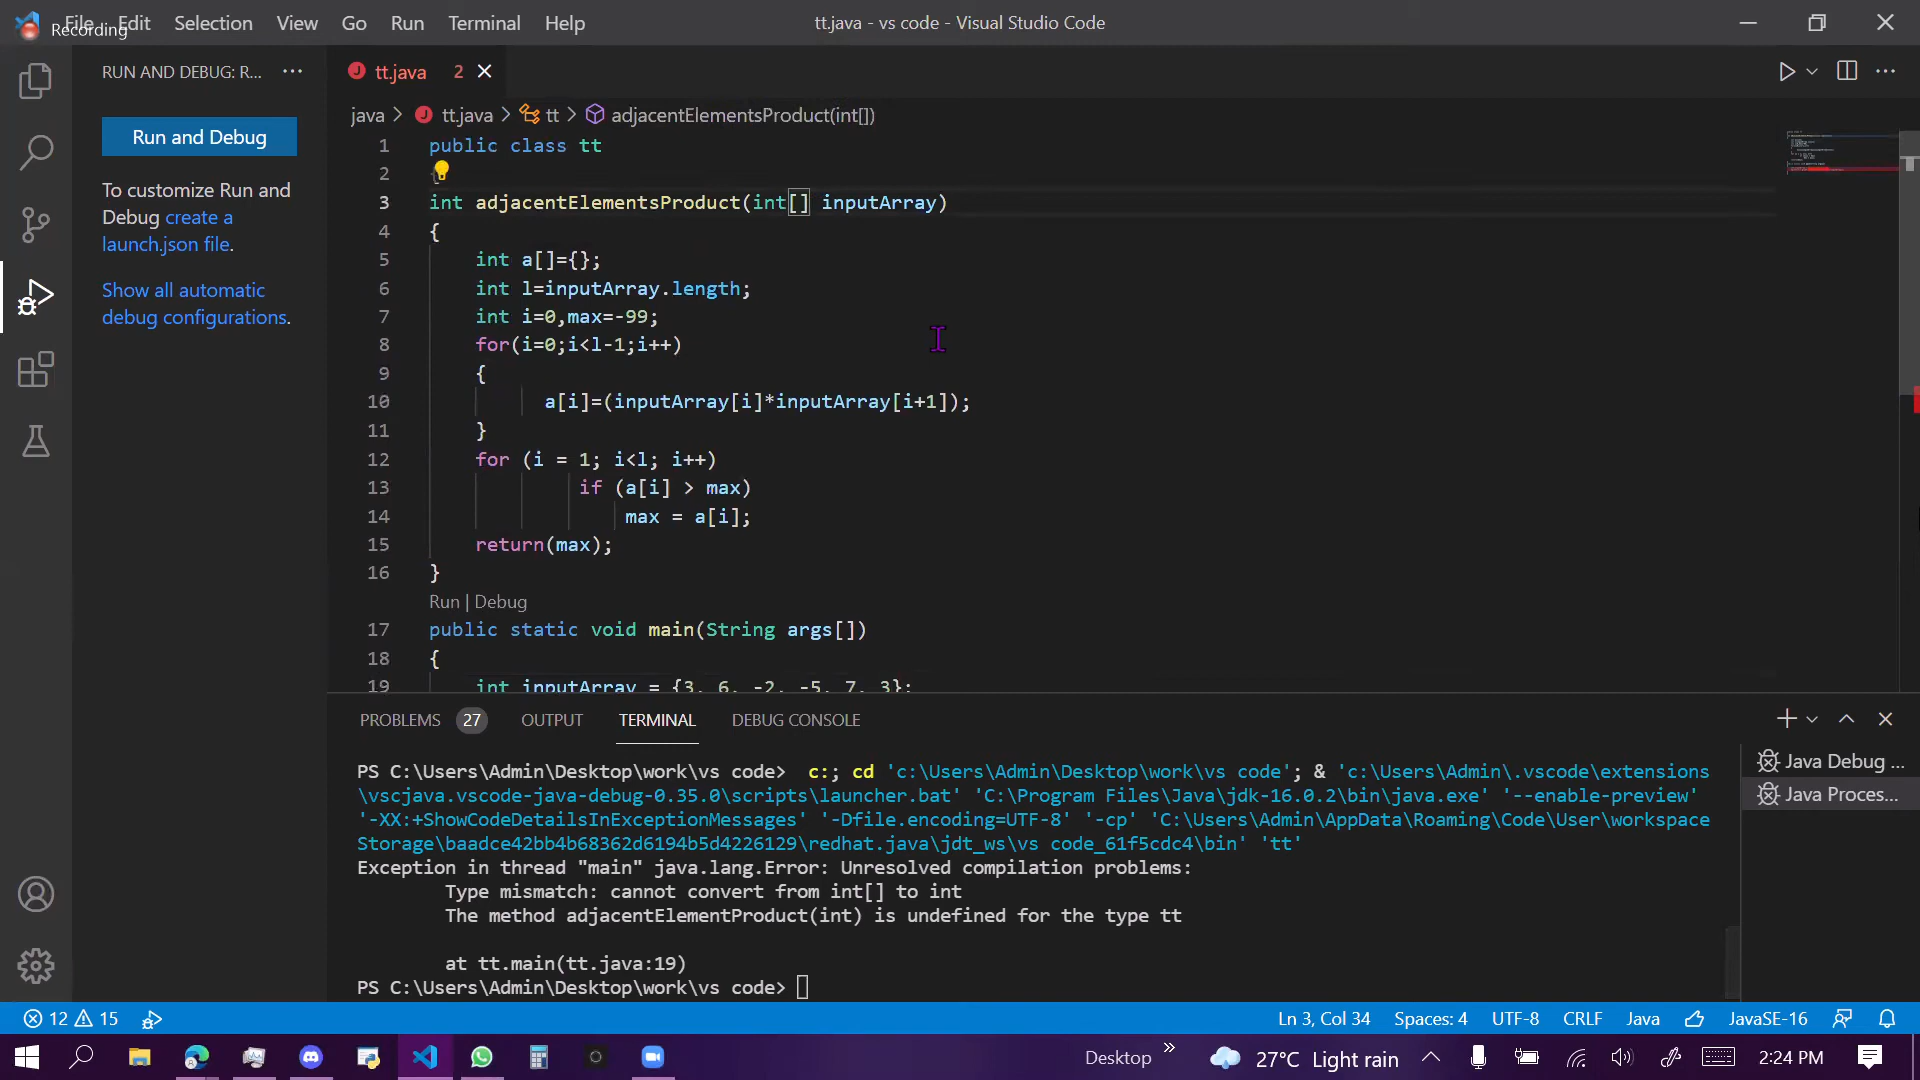 File Edit Selection View Go Run Terminal Help tt.java - vs code - Visual Studio Code
Recording
RUN AND DEBUG: R... ···
tt.java 2
Run and Debug
To customize Run and
Debug create a
launch.json file.
Show all automatic
debug configurations.
java > tt.java > tt > adjacentElementsProduct(int[])
1 public class tt
2 {
3 int adjacentElementsProduct(int[] inputArray)
4 {
5 int a[]={};
6 int l=inputArray.length;
7 int i=0,max=-99;
8 for(i=0;i<l-1;i++)
9 {
10 a[i]=(inputArray[i]*inputArray[i+1]);
11 }
12 for (i = 1; i<l; i++)
13 if (a[i] > max)
14 max = a[i];
15 return(max);
16 }
Run | Debug
17 public static void main(String args[])
18 {
19 int inputArray = {3, 6, -2, -5, 7, 3};
PROBLEMS 27 OUTPUT TERMINAL DEBUG CONSOLE
PS C:\Users\Admin\Desktop\work\vs code> c:; cd 'c:\Users\Admin\Desktop\work\vs code'; & 'c:\Users\Admin\.vscode\extensions
\vscjava.vscode-java-debug-0.35.0\scripts\launcher.bat' 'C:\Program Files\Java\jdk-16.0.2\bin\java.exe' '--enable-preview'
'-XX:+ShowCodeDetailsInExceptionMessages' '-Dfile.encoding=UTF-8' '-cp' 'C:\Users\Admin\AppData\Roaming\Code\User\workspace
Storage\baadce42bb4b68362d6194b5d4226129\redhat.java\jdt_ws\vs code_61f5cdc4\bin' 'tt'
Exception in thread "main" java.lang.Error: Unresolved compilation problems:
Type mismatch: cannot convert from int[] to int
The method adjacentElementProduct(int) is undefined for the type tt
at tt.main(tt.java:19)
PS C:\Users\Admin\Desktop\work\vs code>
Java Debug ...
Java Proces...
12 15 Ln 3, Col 34 Spaces: 4 UTF-8 CRLF Java JavaSE-16
Desktop » 27°C Light rain 2:24 PM